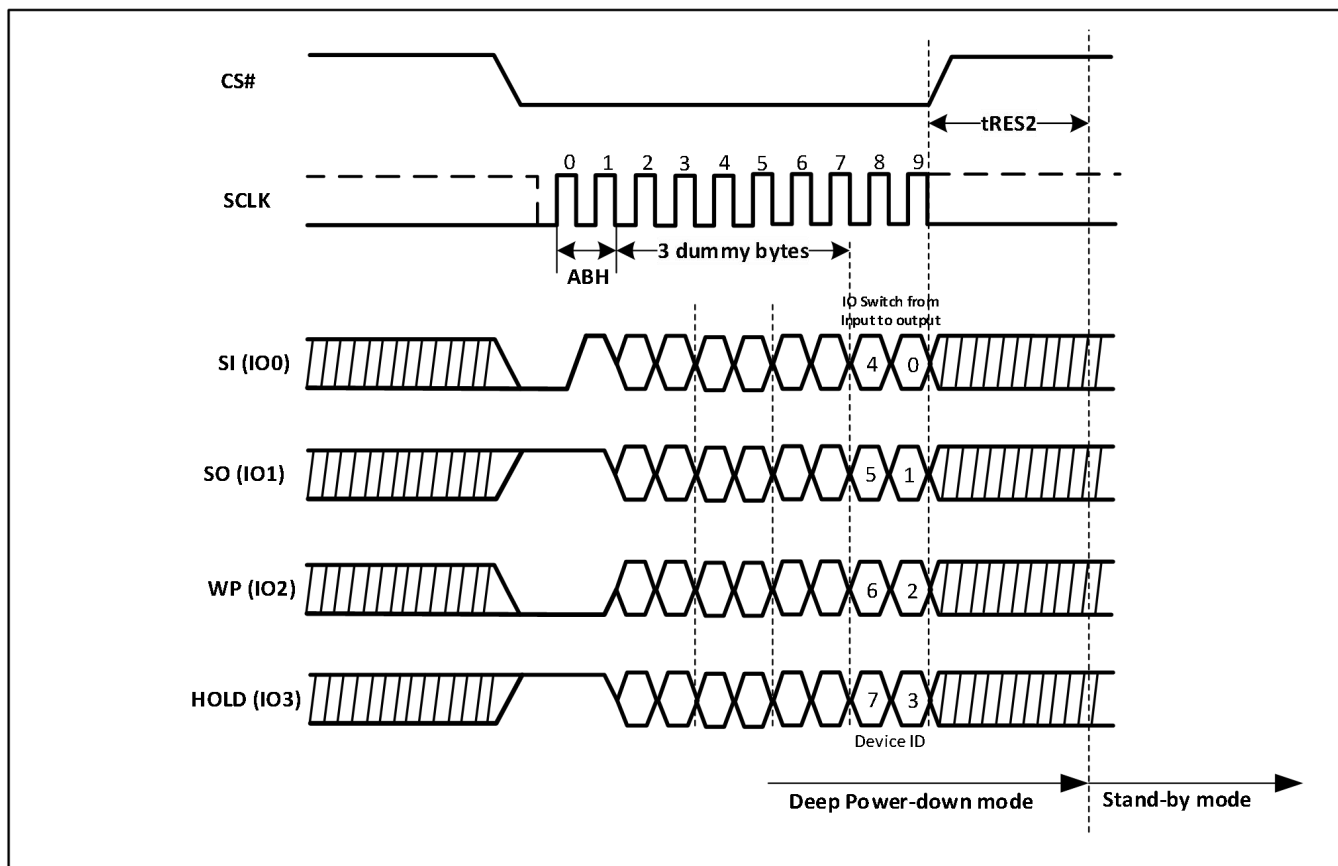 CS#
tRES2
0 1 2 3 4 5 6 7 8 9
SCLK
3 dummy bytes
ABH
IO Switch from
Input to output
SI (IO0)
4 0
SO (IO1)
5 1
WP (IO2)
6 2
HOLD (IO3)
7 3
Device ID
Deep Power-down mode
Stand-by mode